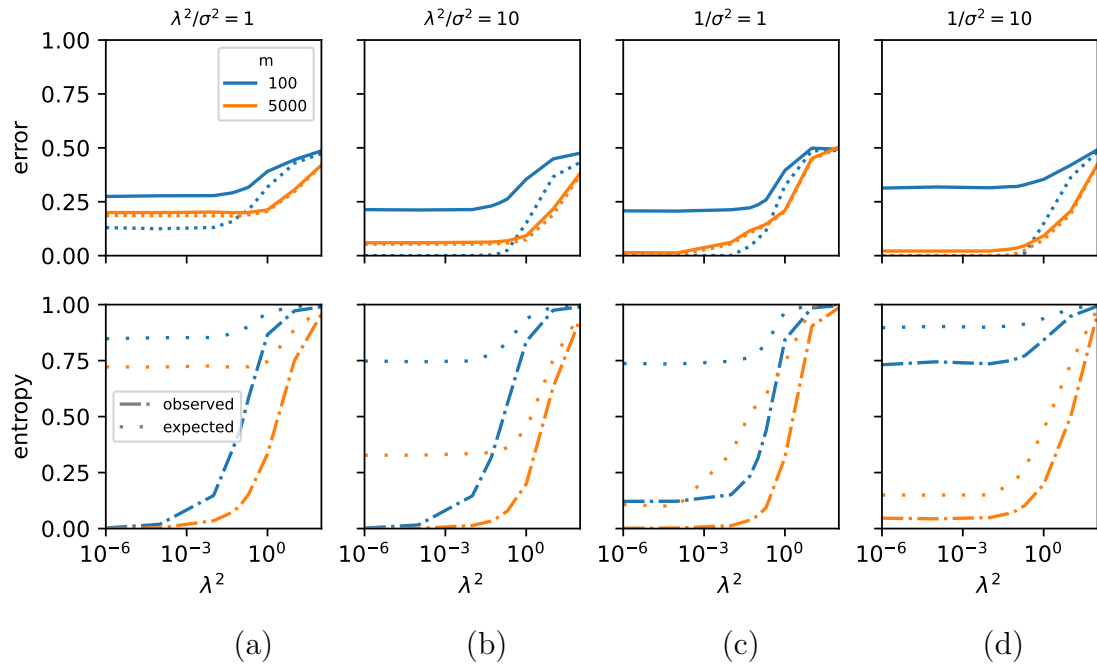 λ²/σ² = 1
λ²/σ² = 10
1/σ² = 1
1/σ² = 10
error
1.00
0.75
0.50
0.25
0.00
m
100
5000
entropy
1.00
0.75
0.50
0.25
0.00
observed
expected
10⁻⁶ 10⁻³ 10⁰
10⁻⁶ 10⁻³ 10⁰
10⁻⁶ 10⁻³ 10⁰
10⁻⁶ 10⁻³ 10⁰
λ² λ² λ² λ²
(a) (b) (c) (d)